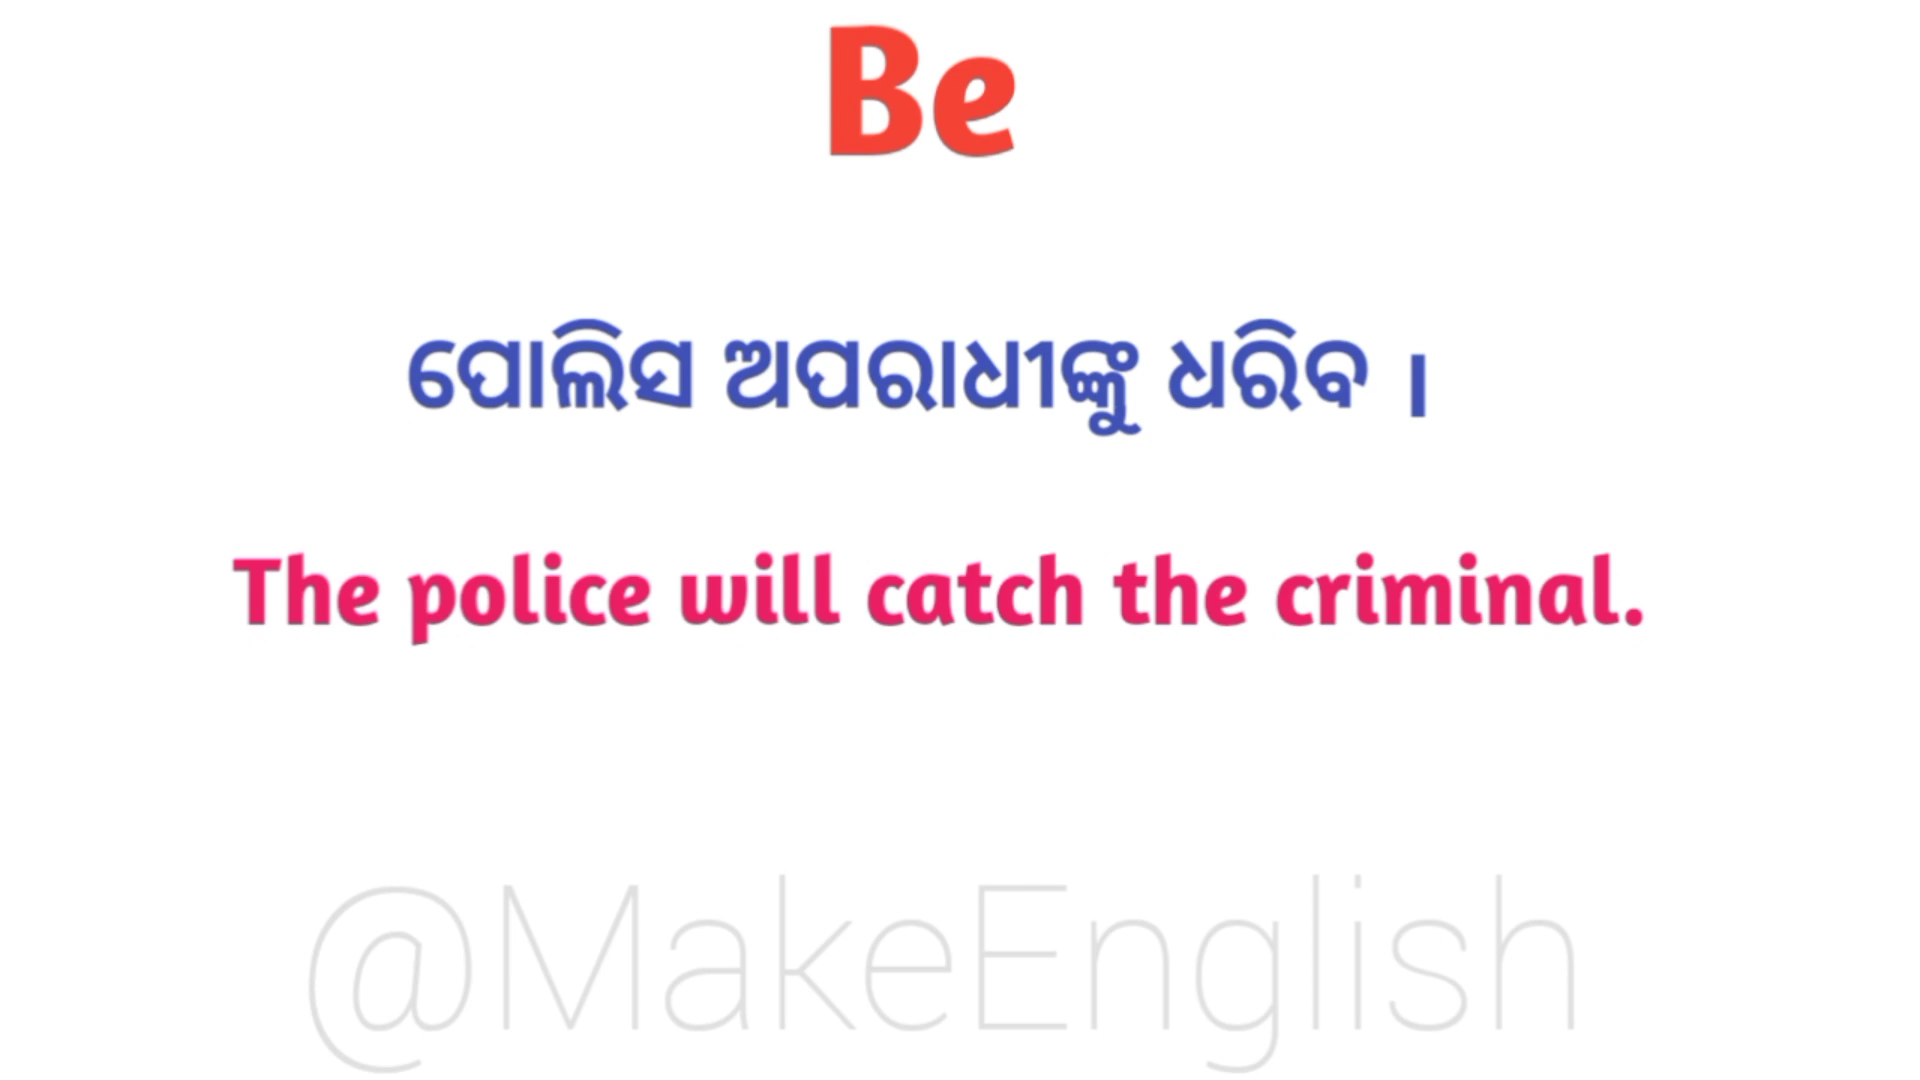 Be
ପୋଲିସ ଅପରାଧୀଙ୍କୁ ଧରିବ ।
The police will catch the criminal.
@MakeEnglish